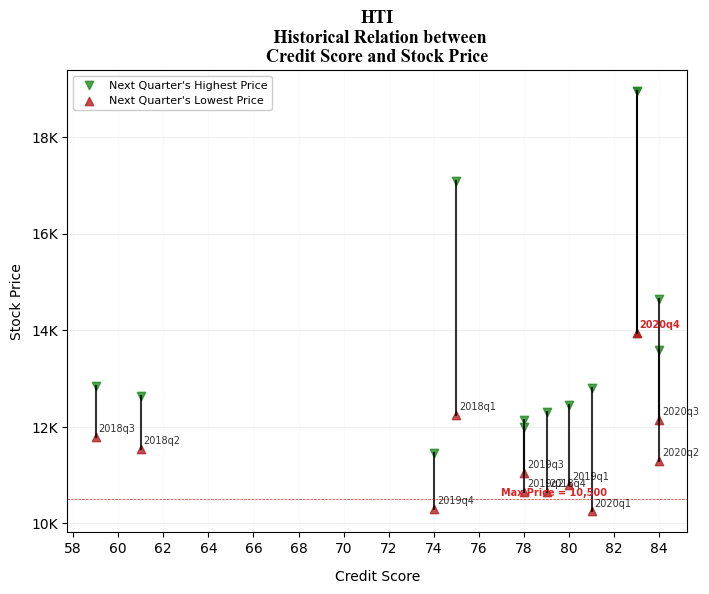 HTI
Historical Relation between
Credit Score and Stock Price
Next Quarter's Highest Price
Next Quarter's Lowest Price
18K
16K
14K
12K
10K
Stock Price
2020q4
2018q1
2018q3
2018q2
2020q3
2020q2
2019q3
2019q1
2019q2
2018q4
Max Price = 10,500
2019q4
2020q1
58 60 62 64 66 68 70 72 74 76 78 80 82 84
Credit Score